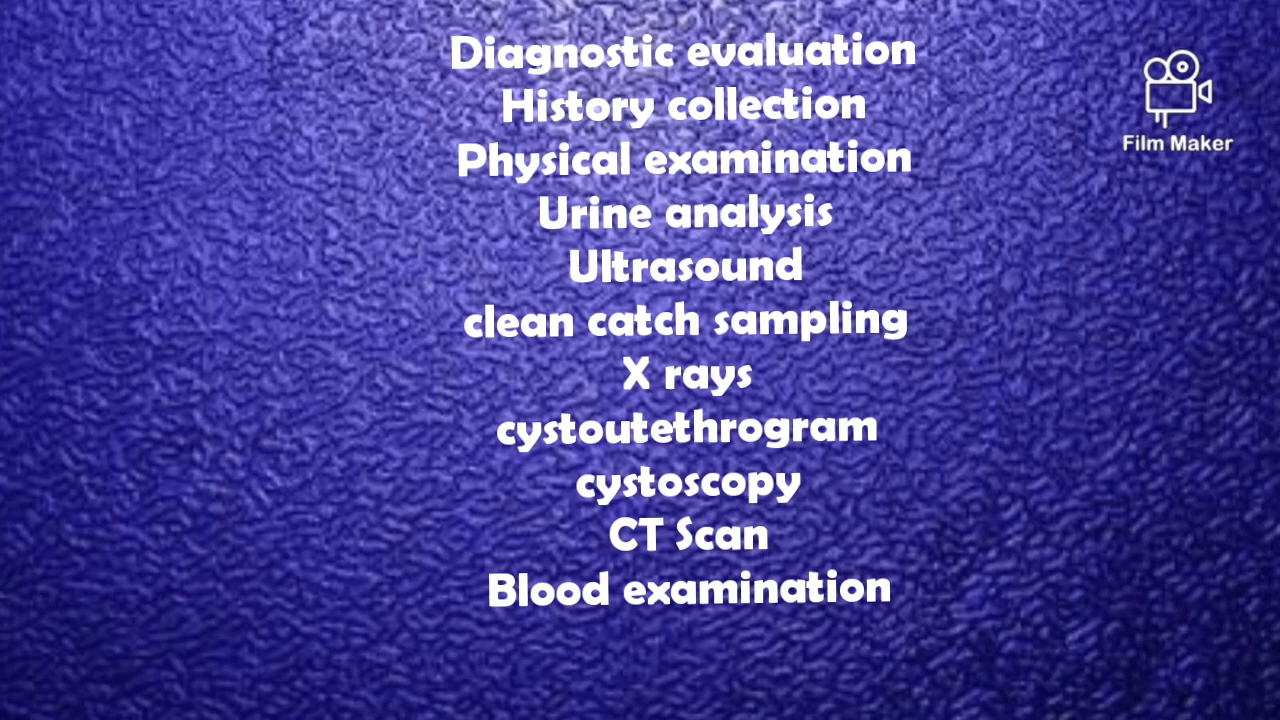 Diagnostic evaluation
History collection
Physical examination
Urine analysis
Ultrasound
clean catch sampling
X rays
cystoutethrogram
cystoscopy
CT Scan
Blood examination
Film Maker